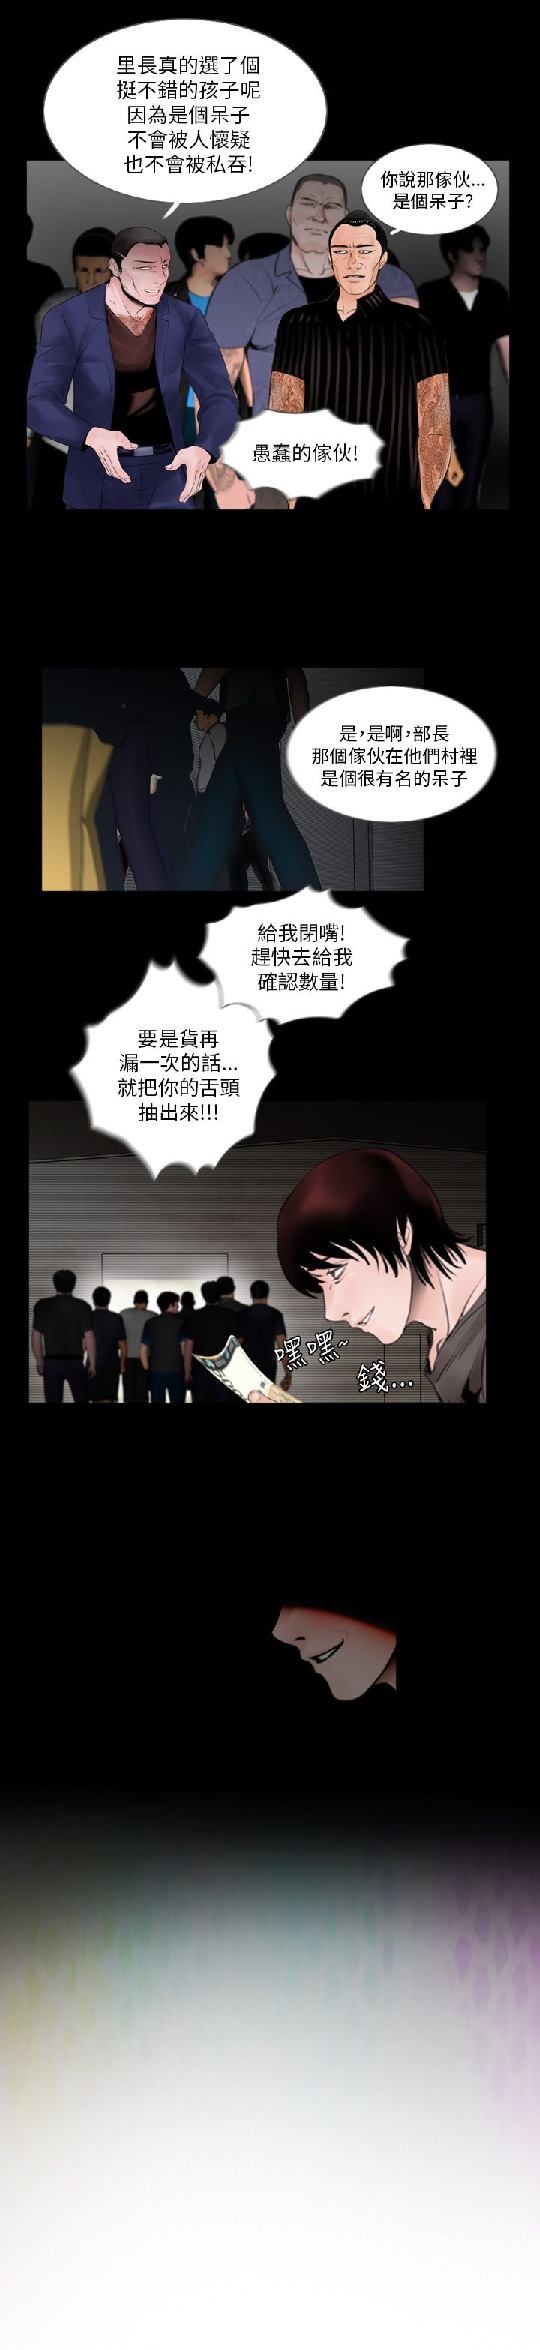 里長真的選了個
挺不錯的孩子呢
因為是個呆子
不會被人懷疑
也不會被私吞!
你說那傢伙...
是個呆子?
愚蠢的傢伙!
是,是啊,部長
那個傢伙在他們村裡
是個很有名的呆子
給我閉嘴!
趕快去給我
確認數量!
要是貨再
漏一次的話...
就把你的舌頭
抽出來!!!
嘿嘿~
錢...